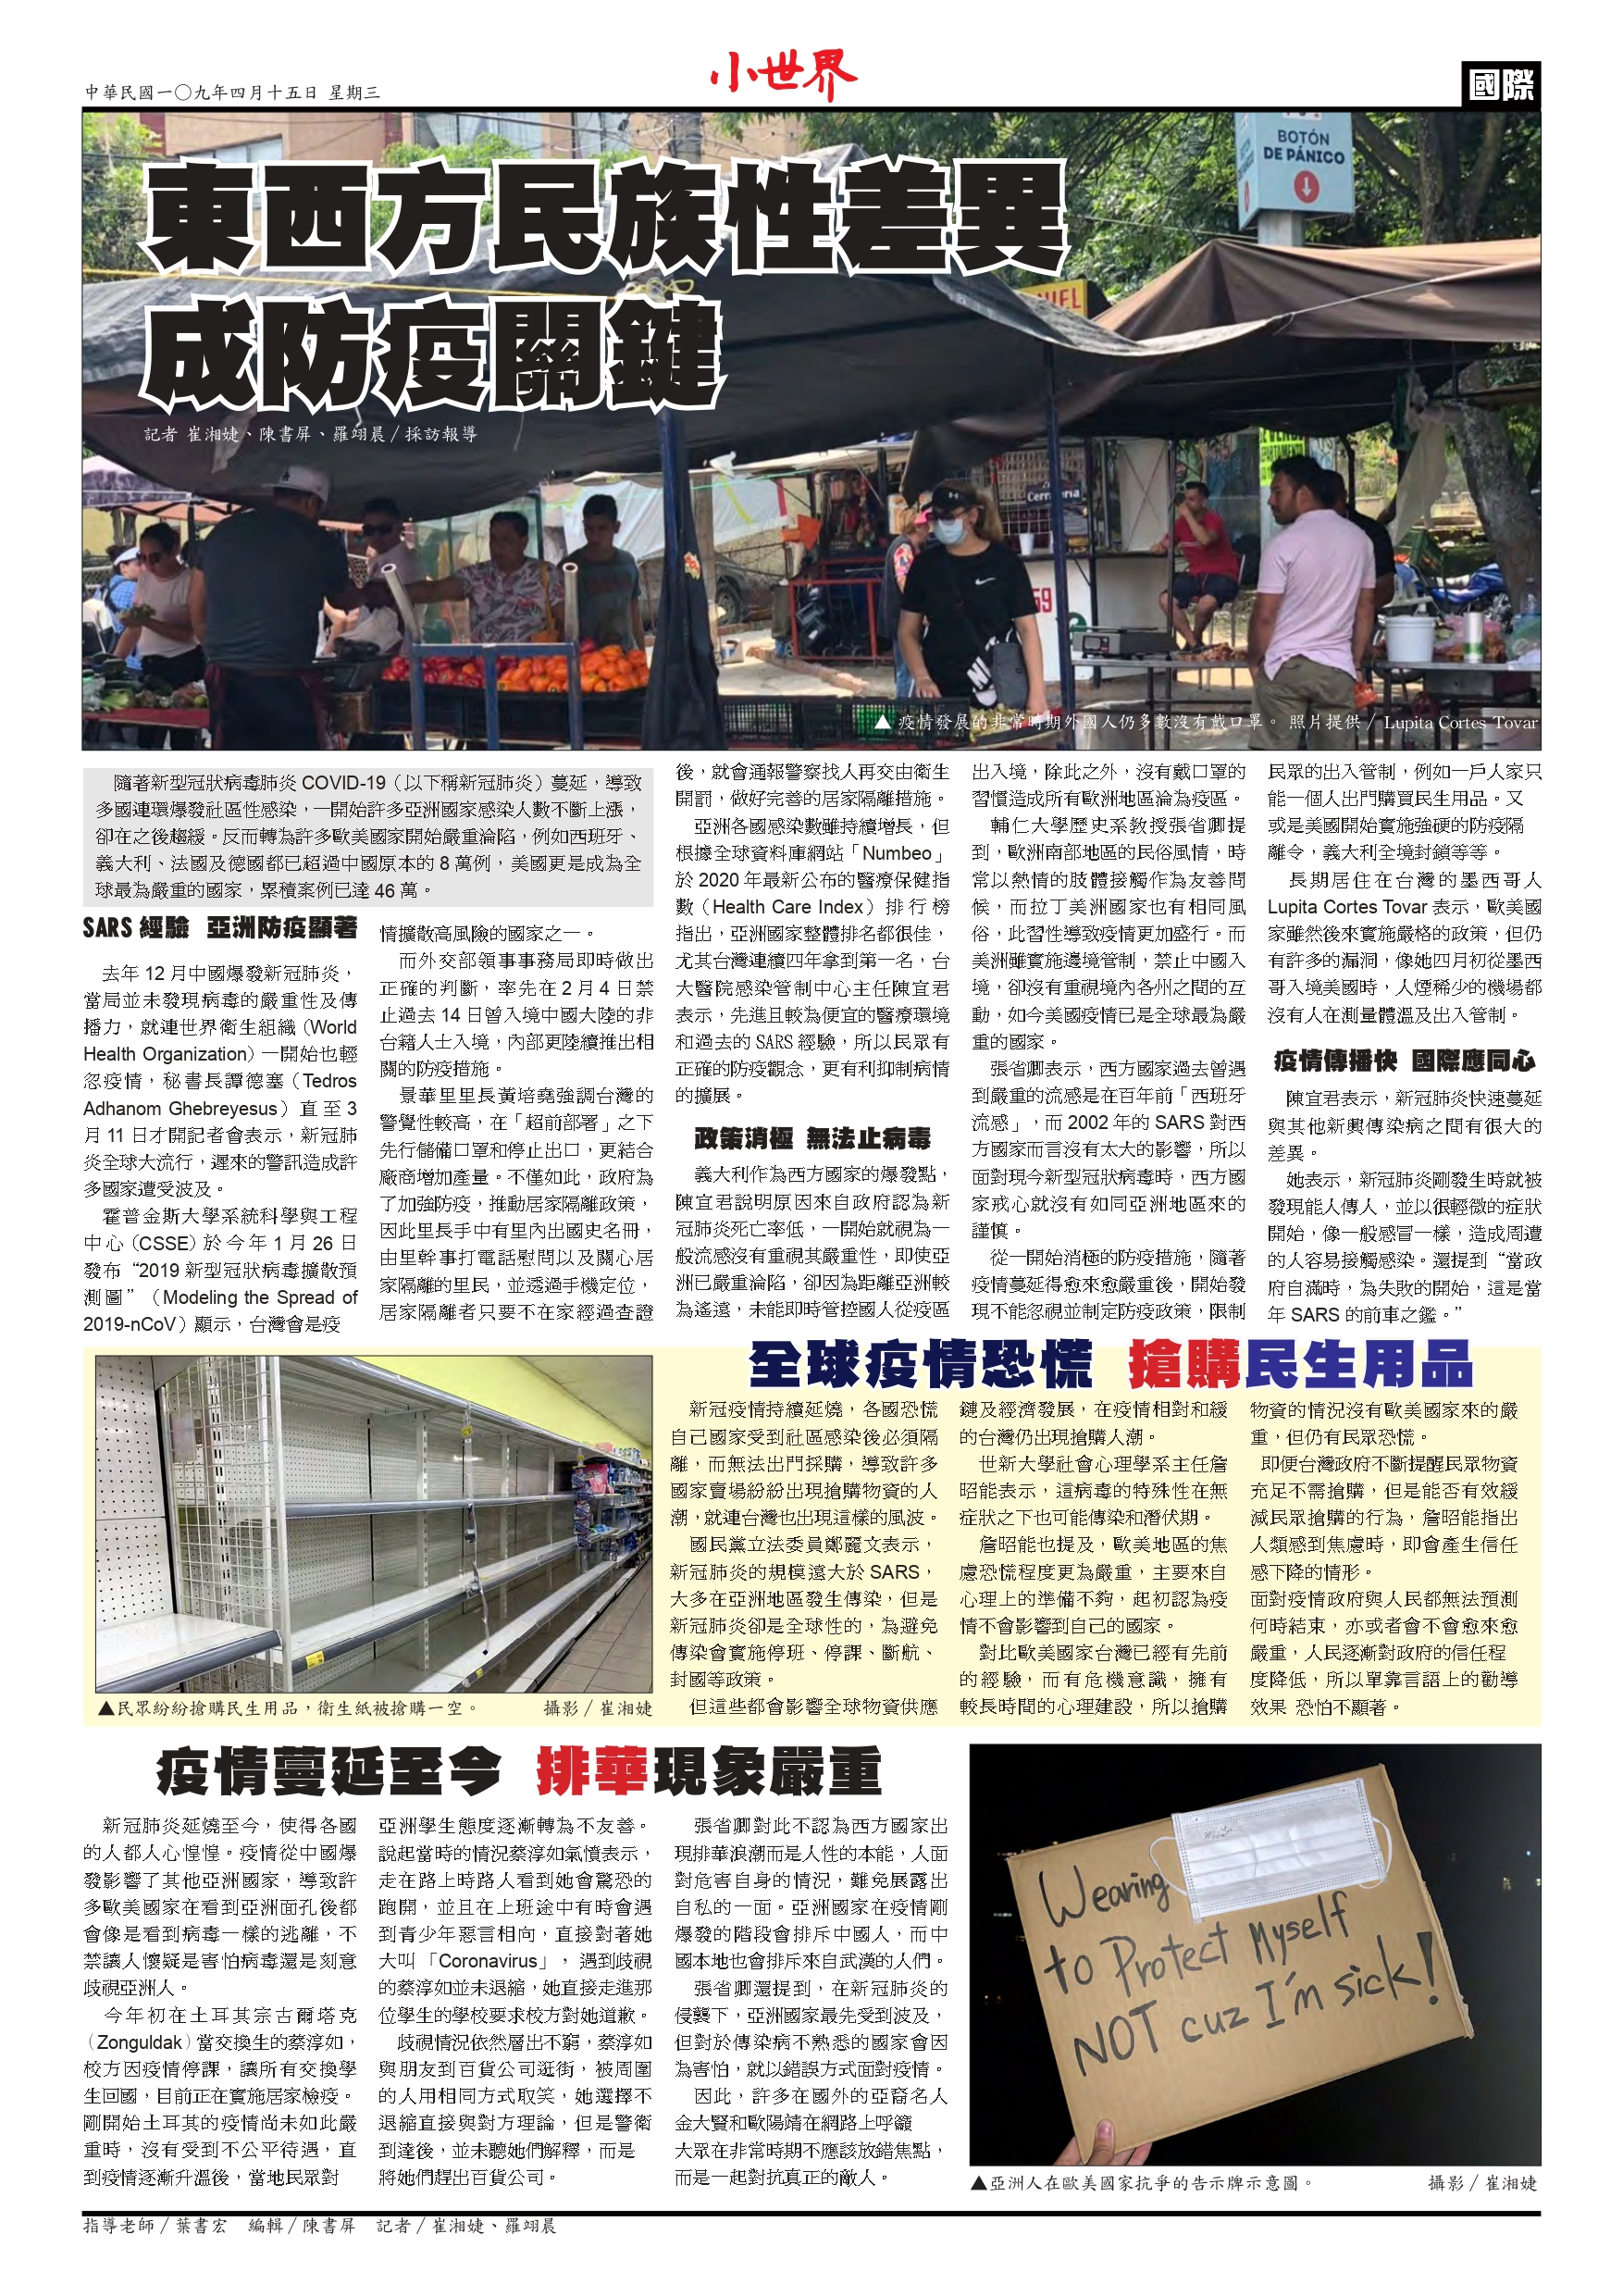 中華民國一〇九年四月十五日 星期三
小世界
國際
BOTÓN
DE PÁNICO
東西方民族性差異
成防疫關鍵
記者 崔湘婕、陳書屏、羅翊晨／採訪報導
Cerrajeria
59
▲ 疫情發展的非常時期外國人仍多數沒有戴口罩。 照片提供／ Lupita Cortes Tovar
隨著新型冠狀病毒肺炎 COVID-19（以下稱新冠肺炎）蔓延，導致
多國連環爆發社區性感染，一開始許多亞洲國家感染人數不斷上漲，
卻在之後趨緩。反而轉為許多歐美國家開始嚴重淪陷，例如西班牙、
義大利、法國及德國都已超過中國原本的 8 萬例，美國更是成為全
球最為嚴重的國家，累積案例已達 46 萬。
SARS 經驗 亞洲防疫顯著
去年 12 月中國爆發新冠肺炎，
當局並未發現病毒的嚴重性及傳
播力，就連世界衛生組織（World
Health Organization）一開始也輕
忽疫情，秘書長譚德塞（Tedros
Adhanom Ghebreyesus）直至 3
月 11 日才開記者會表示，新冠肺
炎全球大流行，遲來的警訊造成許
多國家遭受波及。
霍普金斯大學系統科學與工程
中心（CSSE）於今年 1 月 26 日
發布“2019 新型冠狀病毒擴散預
測圖”（Modeling the Spread of
2019-nCoV）顯示，台灣會是疫
情擴散高風險的國家之一。
而外交部領事事務局即時做出
正確的判斷，率先在 2 月 4 日禁
止過去 14 日曾入境中國大陸的非
台籍人士入境，內部更陸續推出相
關的防疫措施。
景華里里長黃培堯強調台灣的
警覺性較高，在「超前部署」之下
先行儲備口罩和停止出口，更結合
廠商增加產量。不僅如此，政府為
了加強防疫，推動居家隔離政策，
因此里長手中有里內出國史名冊，
由里幹事打電話慰問以及關心居
家隔離的里民，並透過手機定位，
居家隔離者只要不在家經過查證
後，就會通報警察找人再交由衛生
開罰，做好完善的居家隔離措施。
亞洲各國感染數雖持續增長，但
根據全球資料庫網站「Numbeo」
於 2020 年最新公布的醫療保健指
數（Health Care Index）排行榜
指出，亞洲國家整體排名都很佳，
尤其台灣連續四年拿到第一名，台
大醫院感染管制中心主任陳宜君
表示，先進且較為便宜的醫療環境
和過去的 SARS 經驗，所以民眾有
正確的防疫觀念，更有利抑制病情
的擴展。
政策消極 無法止病毒
義大利作為西方國家的爆發點，
陳宜君說明原因來自政府認為新
冠肺炎死亡率低，一開始就視為一
般流感沒有重視其嚴重性，即使亞
洲已嚴重淪陷，卻因為距離亞洲較
為遙遠，未能即時管控國人從疫區
出入境，除此之外，沒有戴口罩的
習慣造成所有歐洲地區淪為疫區。
輔仁大學歷史系教授張省卿提
到，歐洲南部地區的民俗風情，時
常以熱情的肢體接觸作為友善問
候，而拉丁美洲國家也有相同風
俗，此習性導致疫情更加盛行。而
美洲雖實施邊境管制，禁止中國入
境，卻沒有重視境內各州之間的互
動，如今美國疫情已是全球最為嚴
重的國家。
張省卿表示，西方國家過去曾遇
到嚴重的流感是在百年前「西班牙
流感」，而 2002 年的 SARS 對西
方國家而言沒有太大的影響，所以
面對現今新型冠狀病毒時，西方國
家戒心就沒有如同亞洲地區來的
謹慎。
從一開始消極的防疫措施，隨著
疫情蔓延得愈來愈嚴重後，開始發
現不能忽視並制定防疫政策，限制
民眾的出入管制，例如一戶人家只
能一個人出門購買民生用品。又
或是美國開始實施強硬的防疫隔
離令，義大利全境封鎖等等。
長期居住在台灣的墨西哥人
Lupita Cortes Tovar 表示，歐美國
家雖然後來實施嚴格的政策，但仍
有許多的漏洞，像她四月初從墨西
哥入境美國時，人煙稀少的機場都
沒有人在測量體溫及出入管制。
疫情傳播快 國際應同心
陳宜君表示，新冠肺炎快速蔓延
與其他新興傳染病之間有很大的
差異。
她表示，新冠肺炎剛發生時就被
發現能人傳人，並以很輕微的症狀
開始，像一般感冒一樣，造成周遭
的人容易接觸感染。還提到“當政
府自滿時，為失敗的開始，這是當
年 SARS 的前車之鑑。”
全球疫情恐慌 搶購民生用品
新冠疫情持續延燒，各國恐慌
自己國家受到社區感染後必須隔
離，而無法出門採購，導致許多
國家賣場紛紛出現搶購物資的人
潮，就連台灣也出現這樣的風波。
國民黨立法委員鄭麗文表示，
新冠肺炎的規模遠大於 SARS，
大多在亞洲地區發生傳染，但是
新冠肺炎卻是全球性的，為避免
傳染會實施停班、停課、斷航、
封國等政策。
但這些都會影響全球物資供應
鏈及經濟發展，在疫情相對和緩
的台灣仍出現搶購人潮。
世新大學社會心理學系主任詹
昭能表示，這病毒的特殊性在無
症狀之下也可能傳染和潛伏期。
詹昭能也提及，歐美地區的焦
慮恐慌程度更為嚴重，主要來自
心理上的準備不夠，起初認為疫
情不會影響到自己的國家。
對比歐美國家台灣已經有先前
的經驗，而有危機意識，擁有
較長時間的心理建設，所以搶購
物資的情況沒有歐美國家來的嚴
重，但仍有民眾恐慌。
即便台灣政府不斷提醒民眾物資
充足不需搶購，但是能否有效緩
減民眾搶購的行為，詹昭能指出
人類感到焦慮時，即會產生信任
感下降的情形。
面對疫情政府與人民都無法預測
何時結束，亦或者會不會愈來愈
嚴重，人民逐漸對政府的信任程
度降低，所以單靠言語上的勸導
效果 恐怕不顯著。
▲民眾紛紛搶購民生用品，衛生紙被搶購一空。 攝影／崔湘婕
疫情蔓延至今 排華現象嚴重
新冠肺炎延燒至今，使得各國
的人都人心惶惶。疫情從中國爆
發影響了其他亞洲國家，導致許
多歐美國家在看到亞洲面孔後都
會像是看到病毒一樣的逃離，不
禁讓人懷疑是害怕病毒還是刻意
歧視亞洲人。
今年初在土耳其宗古爾塔克
（Zonguldak）當交換生的蔡淳如，
校方因疫情停課，讓所有交換學
生回國，目前正在實施居家檢疫。
剛開始土耳其的疫情尚未如此嚴
重時，沒有受到不公平待遇，直
到疫情逐漸升溫後，當地民眾對
亞洲學生態度逐漸轉為不友善。
說起當時的情況蔡淳如氣憤表示，
走在路上時路人看到她會驚恐的
跑開，並且在上班途中有時會遇
到青少年惡言相向，直接對著她
大叫「Coronavirus」，遇到歧視
的蔡淳如並未退縮，她直接走進那
位學生的學校要求校方對她道歉。
歧視情況依然層出不窮，蔡淳如
與朋友到百貨公司逛街，被周圍
的人用相同方式取笑，她選擇不
退縮直接與對方理論，但是警衛
到達後，並未聽她們解釋，而是
將她們趕出百貨公司。
張省卿對此不認為西方國家出
現排華浪潮而是人性的本能，人面
對危害自身的情況，難免展露出
自私的一面。亞洲國家在疫情剛
爆發的階段會排斥中國人，而中
國本地也會排斥來自武漢的人們。
張省卿還提到，在新冠肺炎的
侵襲下，亞洲國家最先受到波及，
但對於傳染病不熟悉的國家會因
為害怕，就以錯誤方式面對疫情。
因此，許多在國外的亞裔名人
金大賢和歐陽靖在網路上呼籲
大眾在非常時期不應該放錯焦點，
而是一起對抗真正的敵人。
Wearing
to Protect Myself
NOT cuz I'm sick!
▲亞洲人在歐美國家抗爭的告示牌示意圖。 攝影／崔湘婕
指導老師／葉書宏 編輯／陳書屏 記者／崔湘婕、羅翊晨